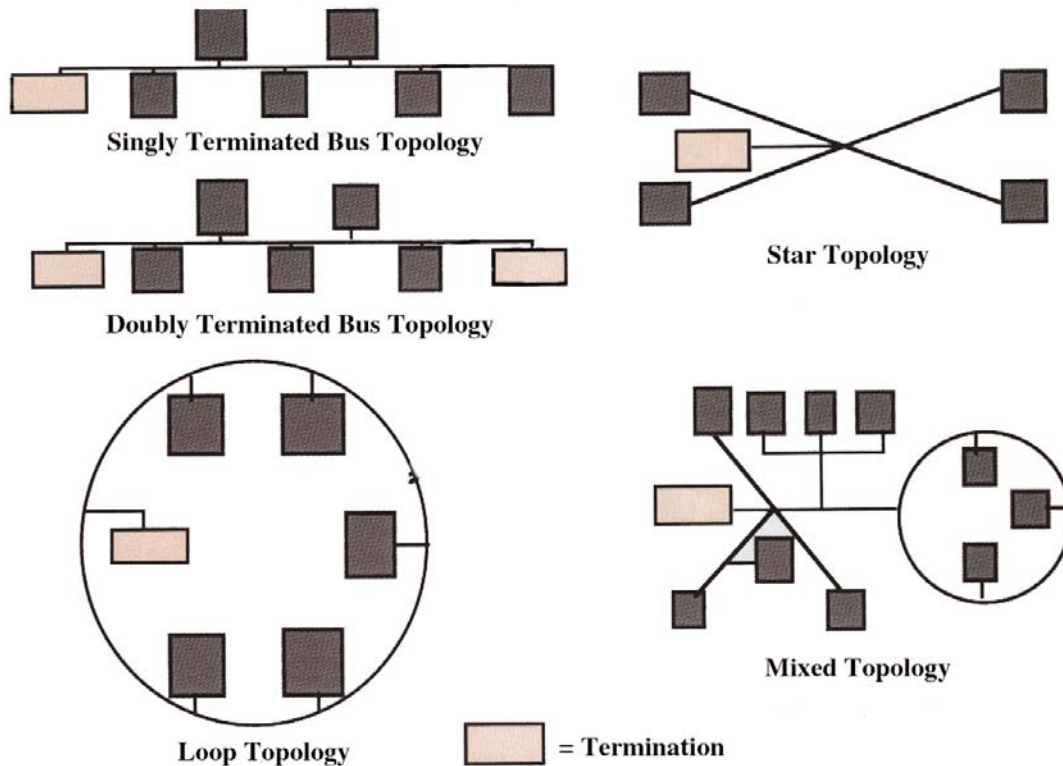 Singly Terminated Bus Topology
Doubly Terminated Bus Topology
Star Topology
Loop Topology
Mixed Topology
= Termination